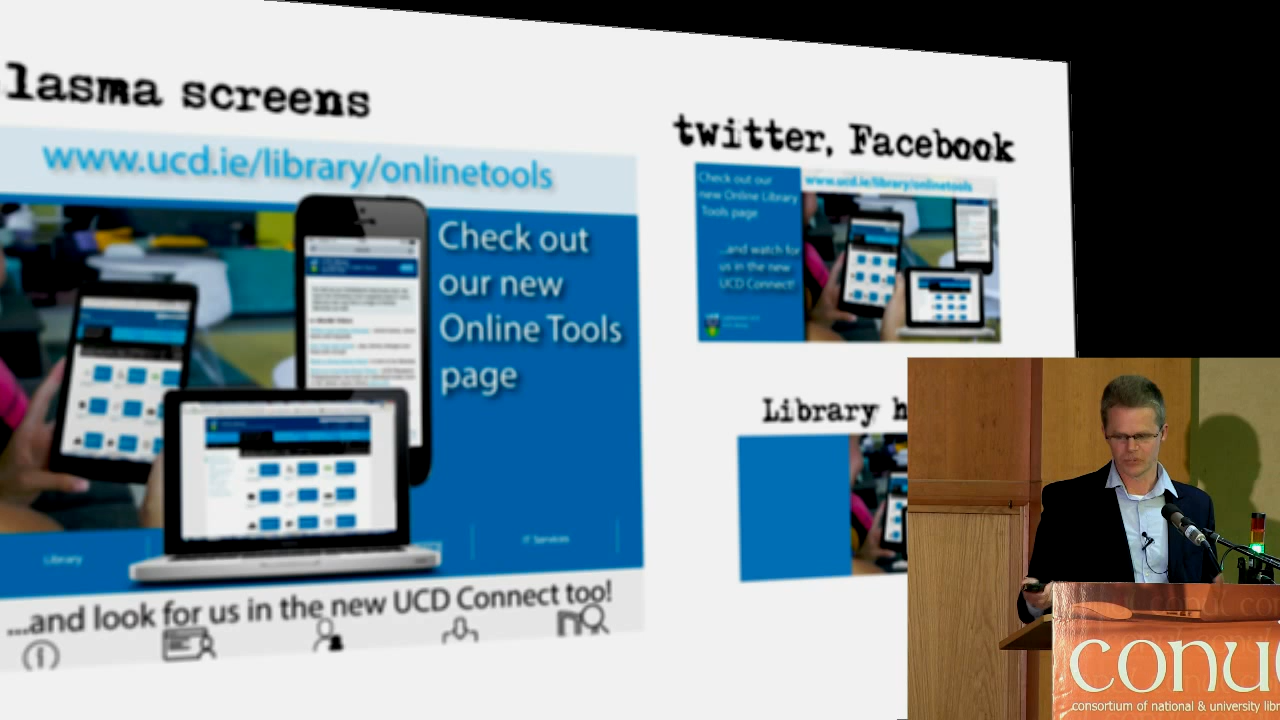 lasma screens
www.ucd.ie/library/onlinetools
Check out
our new
Online Tools
page
Library
IT Services
...and look for us in the new UCD Connect too!
twitter, Facebook
Check out our
new Online Library
Tools page
www.ucd.ie/library/onlinetools
...and watch for
us in the new
UCD Connect!
Library h
conu
consortium of national & university libr